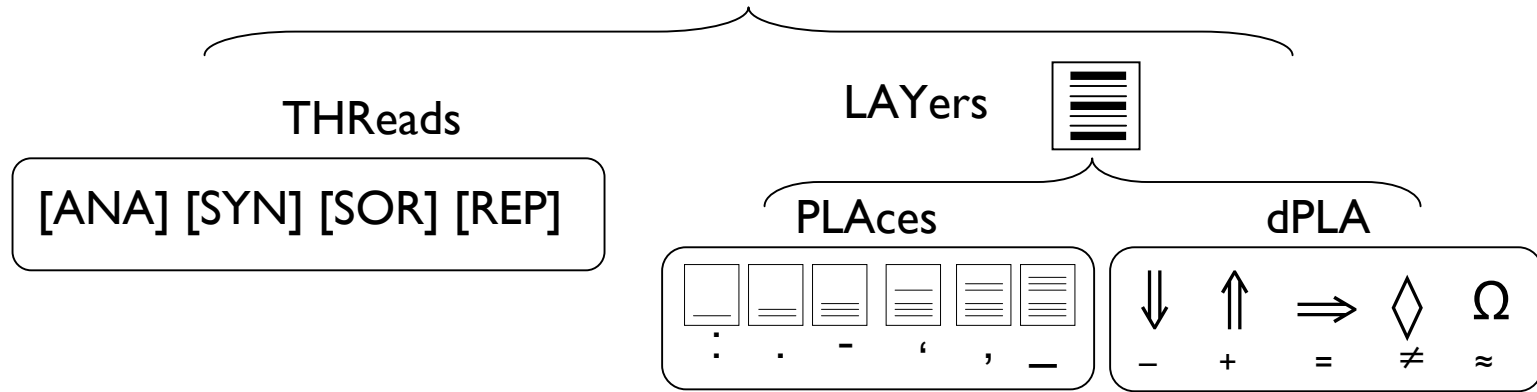 THReads
LAYers
[ANA] [SYN] [SOR] [REP]
PLAces
dPLA
: . - ‘ , _
⇓ ⇑ ⇒ ◊ Ω
– + = ≠ ≈